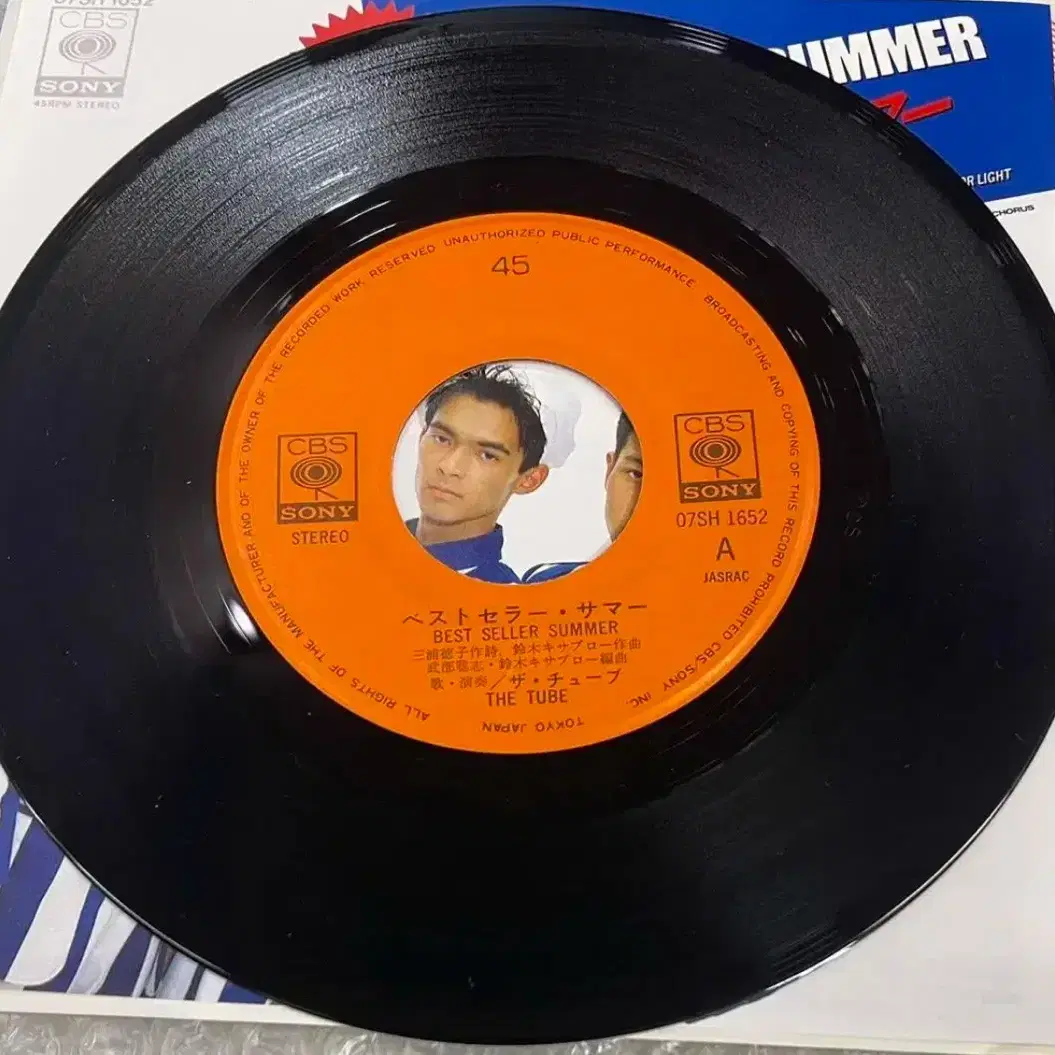 07SH 1652
CBS
SONY
45RPM STEREO
SUMMER
OR LIGHT
CHORUS
45
CBS
SONY
STEREO
CBS
SONY
07SH 1652
A
JASRAC
ベストセラー・サマー
BEST SELLER SUMMER
三浦徳子作詩，鈴木キサブロー作曲
武部聡志・鈴木キサブロー編曲
歌・演奏/ザ・チューブ
THE TUBE
ALL RIGHTS OF THE MANUFACTURER AND OF THE OWNER OF THE RECORDED WORK RESERVED UNAUTHORIZED PUBLIC PERFORMANCE. BROADCASTING AND COPYING OF THIS RECORD PROHIBITED CBS/SONY INC.
TOKYO JAPAN